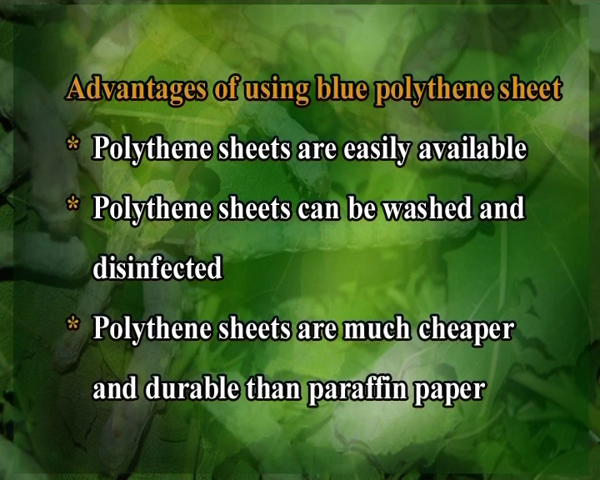 Advantages of using blue polythene sheet
* Polythene sheets are easily available
* Polythene sheets can be washed and
disinfected
* Polythene sheets are much cheaper
and durable than paraffin paper